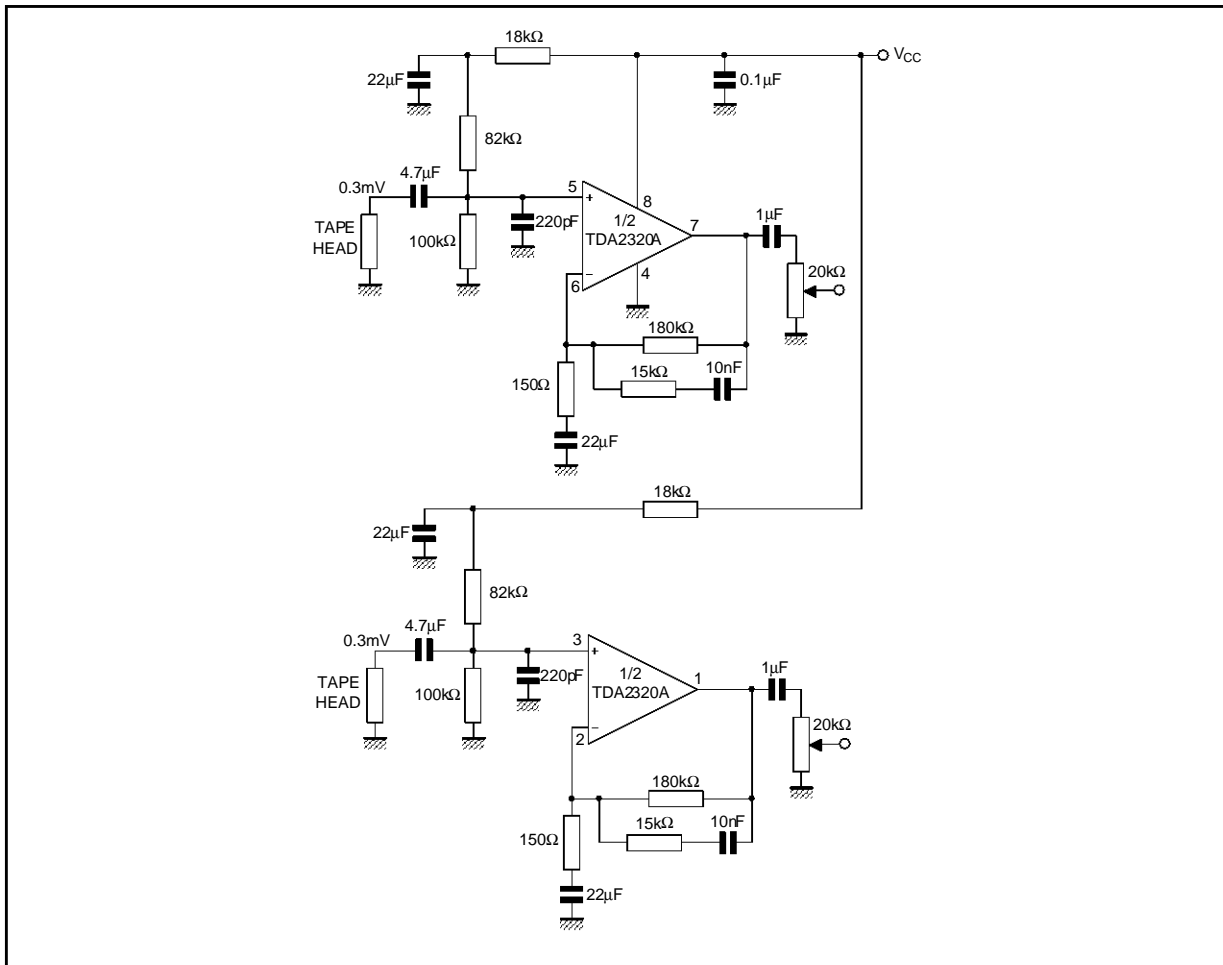 18kΩ
VCC
22μF
0.1μF
82kΩ
4.7μF
0.3mV
5
+
8
1/2
TDA2320A
7
1μF
TAPE
HEAD
100kΩ
220pF
20kΩ
4
−
6
180kΩ
15kΩ
10nF
150Ω
22μF
18kΩ
22μF
82kΩ
4.7μF
0.3mV
3
+
1/2
TDA2320A
1
1μF
TAPE
HEAD
100kΩ
220pF
20kΩ
−
2
180kΩ
15kΩ
10nF
150Ω
22μF